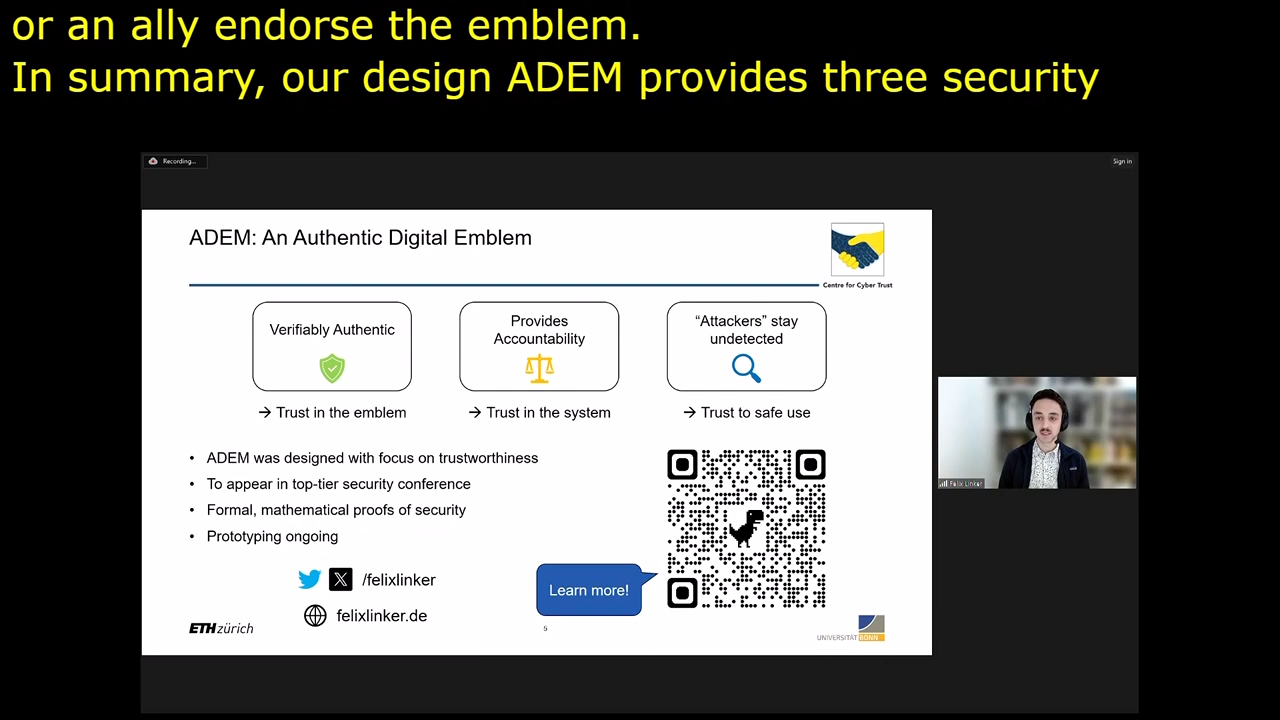 or an ally endorse the emblem.
In summary, our design ADEM provides three security
Recording...
Sign in
ADEM: An Authentic Digital Emblem
Centre for Cyber Trust
Verifiably Authentic
Provides
Accountability
“Attackers” stay
undetected
→ Trust in the emblem
→ Trust in the system
→ Trust to safe use
• ADEM was designed with focus on trustworthiness
• To appear in top-tier security conference
• Formal, mathematical proofs of security
• Prototyping ongoing
/felixlinker
felixlinker.de
Learn more!
ETH zürich
5
UNIVERSITÄT BONN
Felix Linker